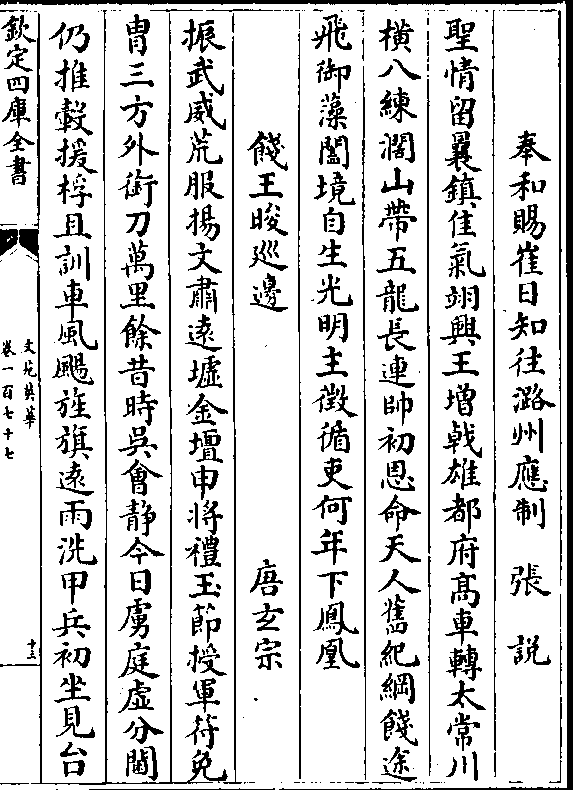 奉和賜崔日知往潞州應制 張說
聖情留曩鎮佳氣翊興王增戟雄都府髙車轉太常川
橫八練濶山帶五龍長連帥初恩命天人舊紀綱餞途
飛御藻闔境自生光明主徴循吏何年下鳳凰
餞王晙巡邊 唐玄宗
振武威荒服揚文肅遠墟金壇申將禮玉節授軍符免
胄三方外銜刀萬里餘昔時吳會静今日虜庭虚分閫
仍推轂援桴且訓車風颺旌旗遠雨洗甲兵初坐見台
欽定四庫全書
文苑英華
卷一百七十七
十三